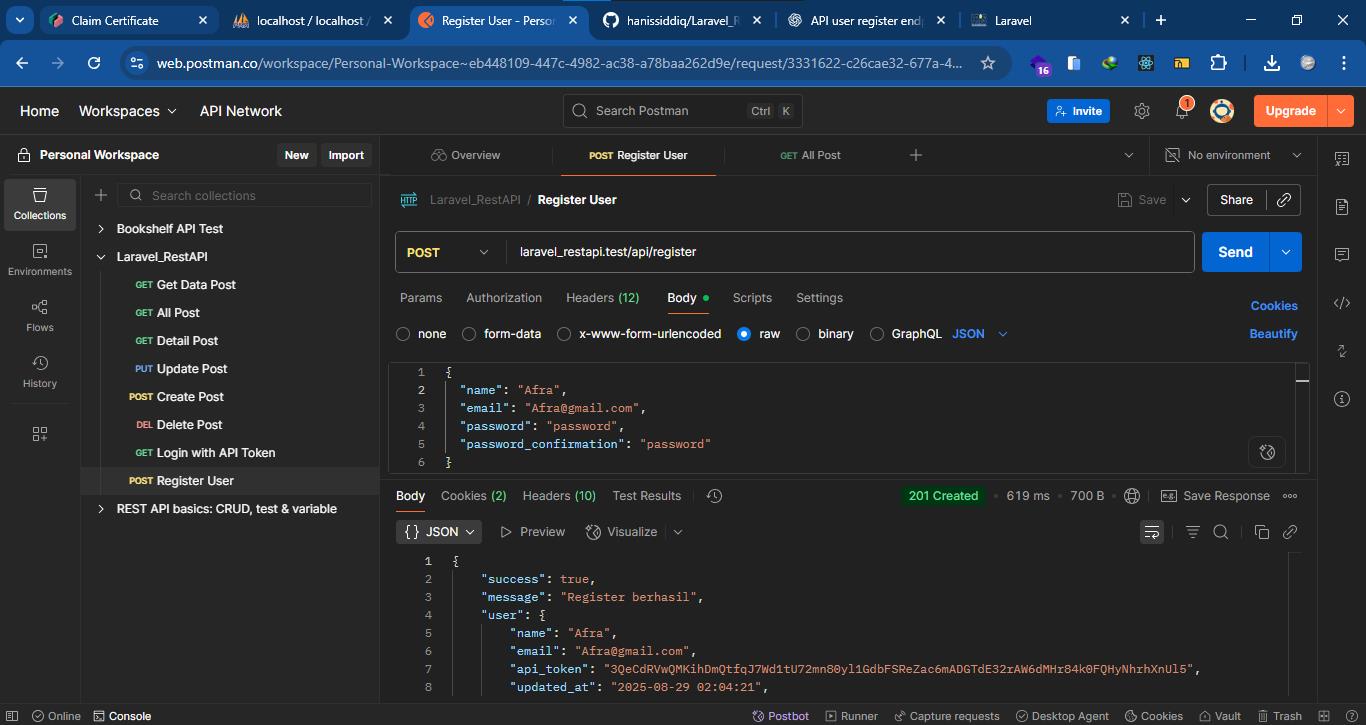 Claim Certificate
localhost / localhost /
Register User - Perso
hanissiddiq/Laravel_R
API user register end
Laravel
web.postman.co/workspace/Personal-Workspace~eb448109-447c-4982-ac38-a78baa262d9e/request/3331622-c26cae32-677a-4...
16
Home
Workspaces
API Network
Search Postman
Ctrl
K
Invite
1
Upgrade
Personal Workspace
New
Import
Overview
POST Register User
GET All Post
No environment
Collections
Environments
Flows
History
Search collections
Bookshelf API Test
Laravel_RestAPI
GET Get Data Post
GET All Post
GET Detail Post
PUT Update Post
POST Create Post
DEL Delete Post
GET Login with API Token
POST Register User
REST API basics: CRUD, test & variable
HTTP
Laravel_RestAPI / Register User
Save
Share
POST
laravel_restapi.test/api/register
Send
Params
Authorization
Headers (12)
Body
Scripts
Settings
Cookies
none
form-data
x-www-form-urlencoded
raw
binary
GraphQL
JSON
Beautify
1 {
2 "name": "Afra",
3 "email": "Afra@gmail.com",
4 "password": "password",
5 "password_confirmation": "password"
6 }
Body
Cookies (2)
Headers (10)
Test Results
201 Created
619 ms
700 B
e.g.
Save Response
{} JSON
Preview
Visualize
1 {
2 "success": true,
3 "message": "Register berhasil",
4 "user": {
5 "name": "Afra",
6 "email": "Afra@gmail.com",
7 "api_token": "3QeCdRVwQMKihDmQtfqJ7Wd1tU72mn80yl1GdbFSReZac6mADGTdE32rAW6dMHr84k0FQHyNhrhXnUl5",
8 "updated_at": "2025-08-29 02:04:21",
Online
Console
Postbot
Runner
Capture requests
Desktop Agent
Cookies
Vault
Trash